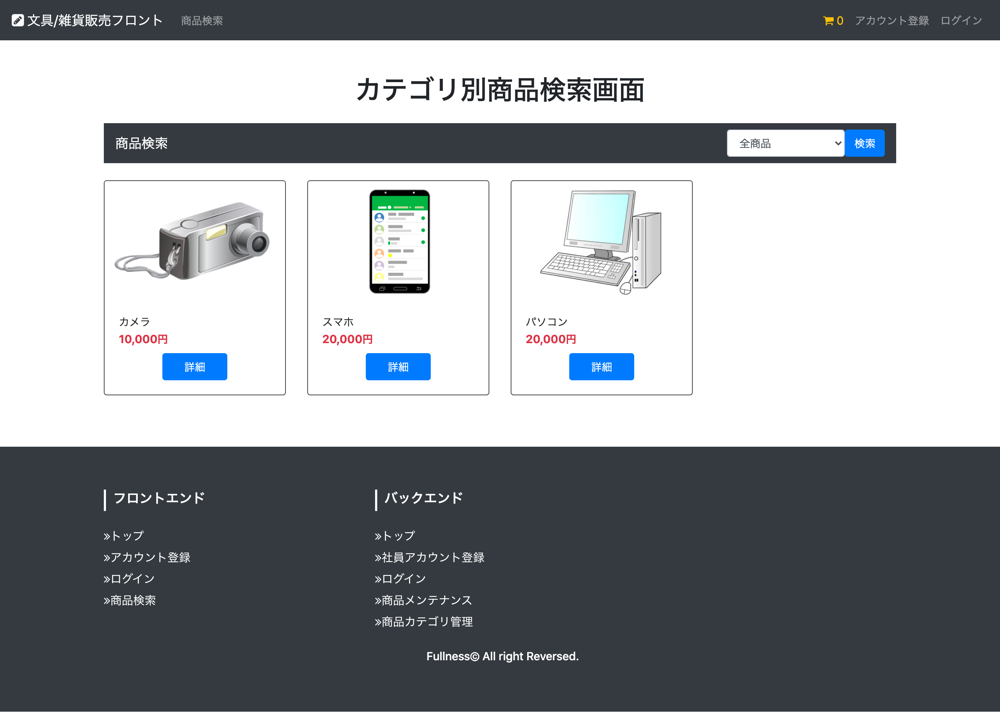 文具/雑貨販売フロント 商品検索 0 アカウント登録 ログイン
カテゴリ別商品検索画面
商品検索 全商品 検索
カメラ
10,000円
詳細
スマホ
20,000円
詳細
パソコン
20,000円
詳細
フロントエンド
»トップ
»アカウント登録
»ログイン
»商品検索
バックエンド
»トップ
»社員アカウント登録
»ログイン
»商品メンテナンス
»商品カテゴリ管理
Fullness© All right Reversed.